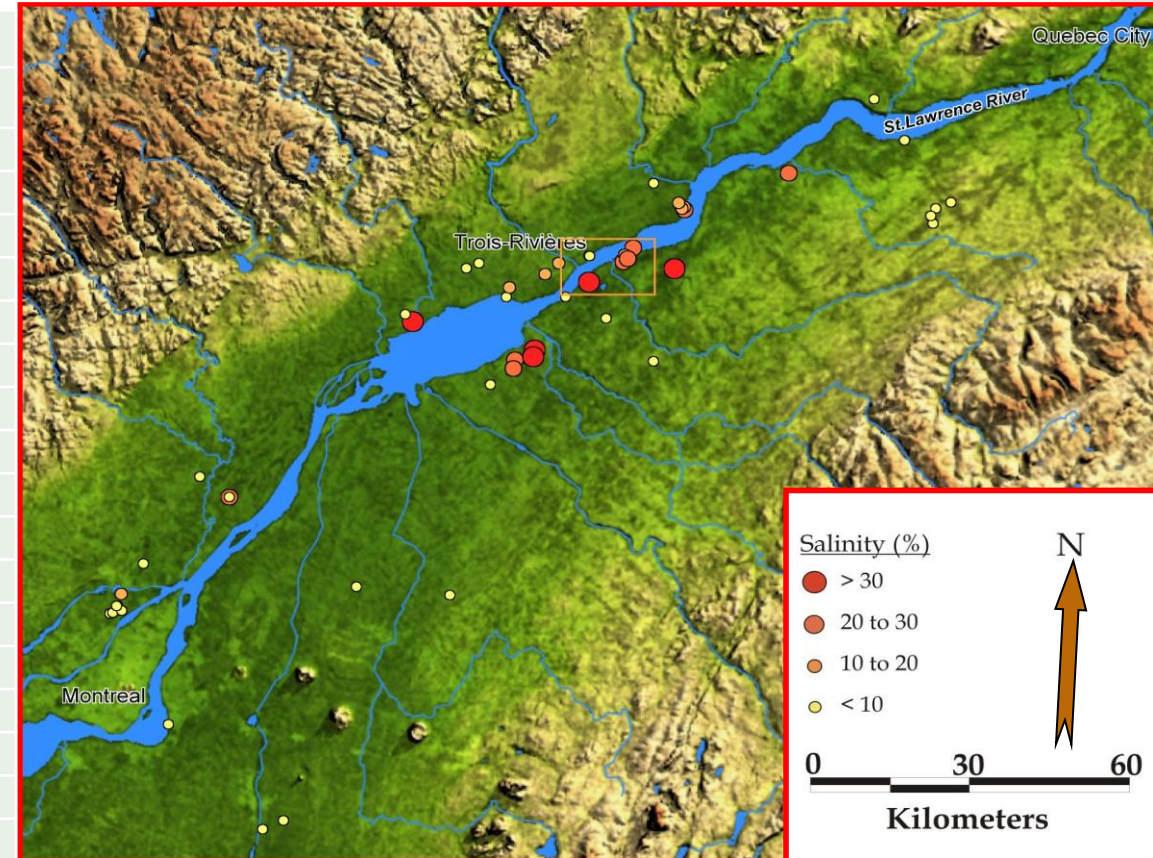 Quebec City
St.Lawrence River
Trois-Rivières
Montreal
Salinity (%)
N
> 30
20 to 30
10 to 20
< 10
0 30 60
Kilometers